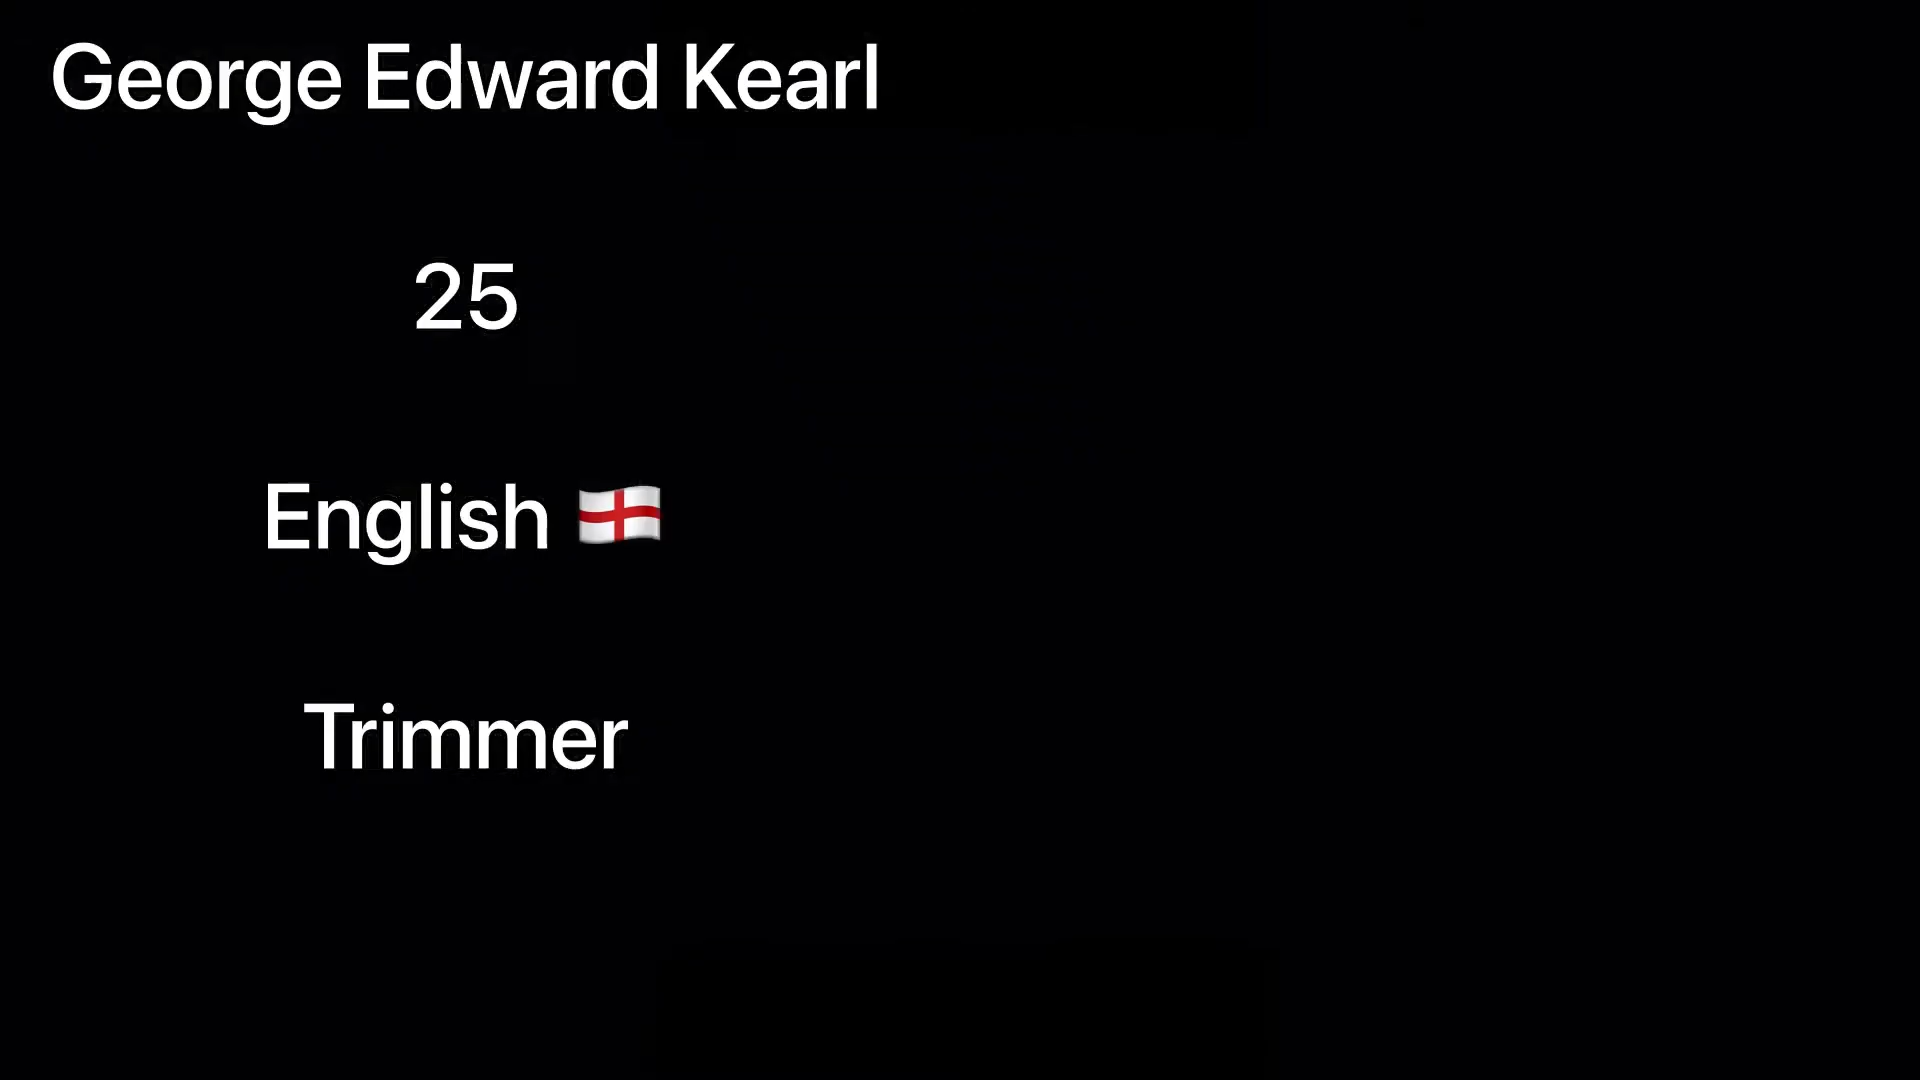 George Edward Kearl
25
English 🏴󠁧󠁢󠁥󠁮󠁧󠁿
Trimmer